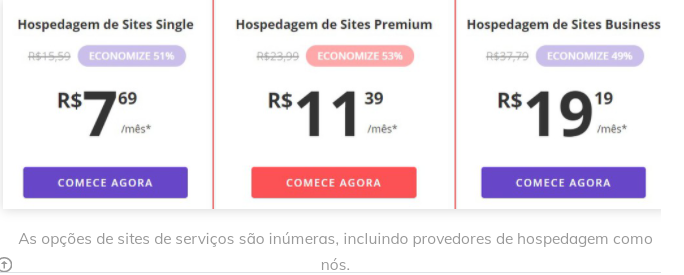 Hospedagem de Sites Single
R$15,59 ECONOMIZE 51%
R$7 69 /mês*
COMECE AGORA
Hospedagem de Sites Premium
R$23,99 ECONOMIZE 53%
R$11 39 /mês*
COMECE AGORA
Hospedagem de Sites Business
R$37,79 ECONOMIZE 49%
R$19 19 /mês*
COMECE AGORA
As opções de sites de serviços são inúmeras, incluindo provedores de hospedagem como
nós.